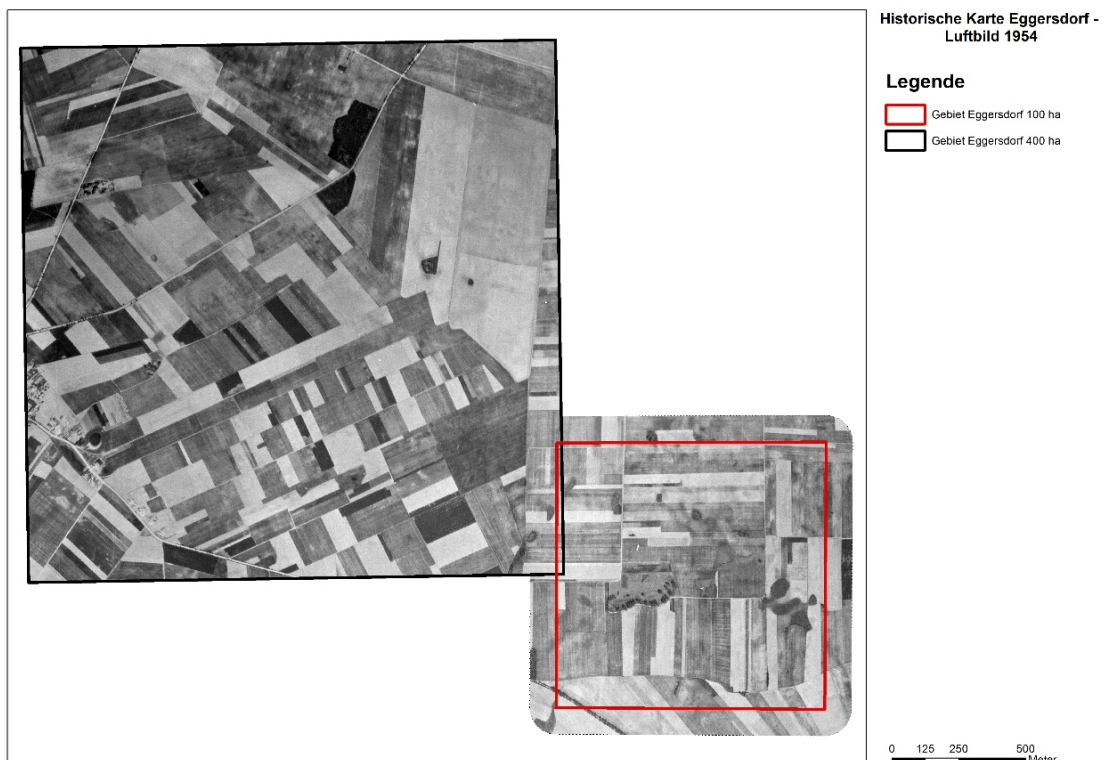 Historische Karte Eggersdorf -
Luftbild 1954
Legende
Gebiet Eggersdorf 100 ha
Gebiet Eggersdorf 400 ha
0 125 250 500
Meter